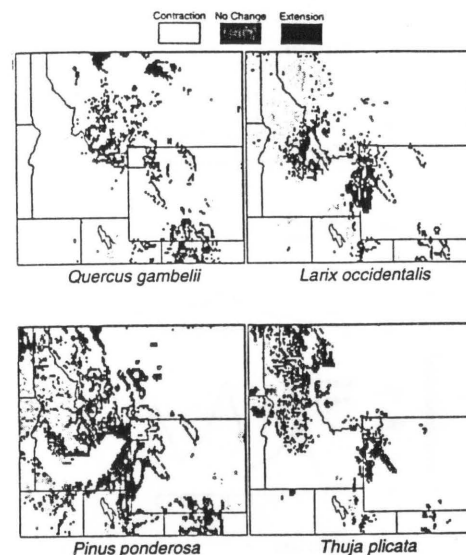 Contraction No Change Extension
Quercus gambelii Larix occidentalis
Pinus ponderosa Thuja plicata